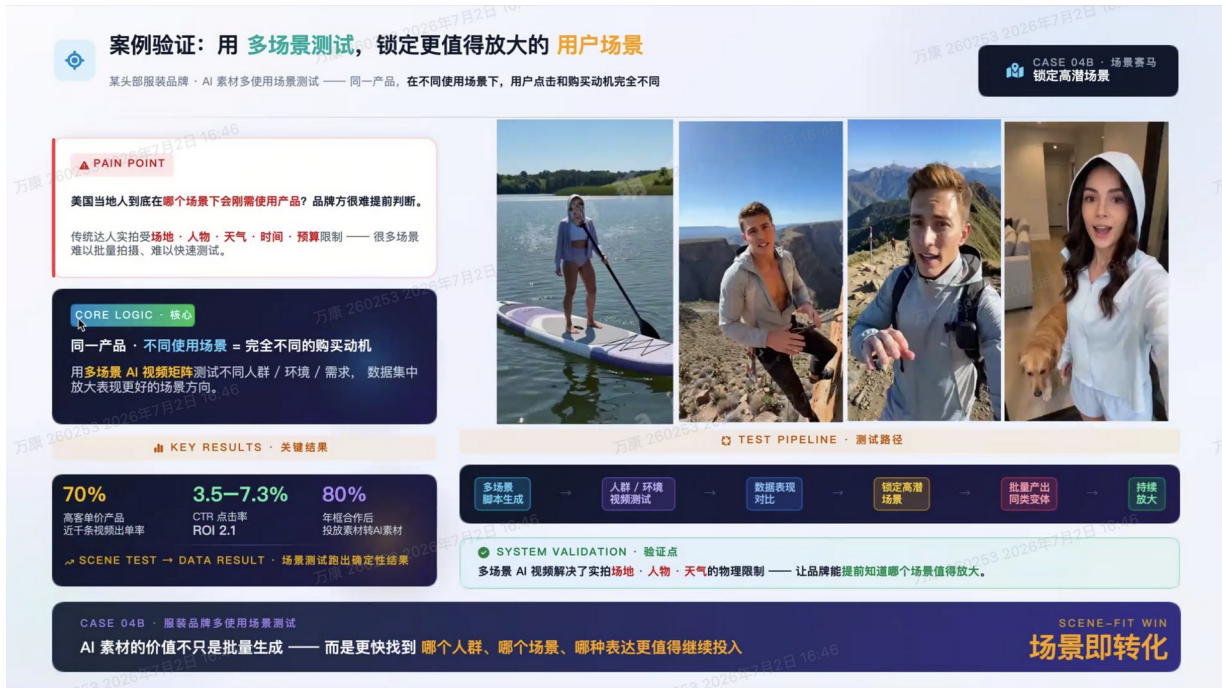 案例验证：用 多场景测试，锁定更值得放大的 用户场景
某头部服装品牌 · AI 素材多使用场景测试 —— 同一产品，在不同使用场景下，用户点击和购买动机完全不同
CASE 04B · 场景赛马
锁定高潜场景
PAIN POINT
美国当地人到底在哪个场景下会刚需使用产品？品牌方很难提前判断。
传统达人实拍受场地 · 人物 · 天气 · 时间 · 预算限制 —— 很多场景
难以批量拍摄、难以快速测试。
CORE LOGIC · 核心
同一产品 · 不同使用场景 = 完全不同的购买动机
用多场景 AI 视频矩阵测试不同人群 / 环境 / 需求， 数据集中
放大表现更好的场景方向。
KEY RESULTS · 关键结果
70%
高客单价产品
近千条视频出单率
3.5—7.3%
CTR 点击率
ROI 2.1
80%
年框合作后
投放素材转AI素材
SCENE TEST → DATA RESULT · 场景测试跑出确定性结果
TEST PIPELINE · 测试路径
多场景
脚本生成
→
人群 / 环境
视频测试
→
数据表现
对比
→
锁定高潜
场景
→
批量产出
同类变体
→
持续
放大
SYSTEM VALIDATION · 验证点
多场景 AI 视频解决了实拍场地 · 人物 · 天气的物理限制 —— 让品牌能提前知道哪个场景值得放大。
CASE 04B · 服装品牌多使用场景测试
AI 素材的价值不只是批量生成 —— 而是更快找到 哪个人群、哪个场景、哪种表达更值得继续投入
SCENE-FIT WIN
场景即转化
万康 260253 2026年7月2日 16:46